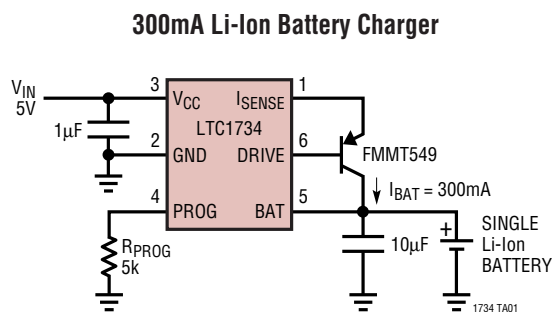 300mA Li-Ion Battery Charger
VIN
5V
3
1
VCC
ISENSE
LTC1734
1µF
2
6
GND
DRIVE
FMMT549
IBAT = 300mA
4
5
PROG
BAT
RPROG
5k
10µF
+
SINGLE
Li-Ion
BATTERY
1734 TA01